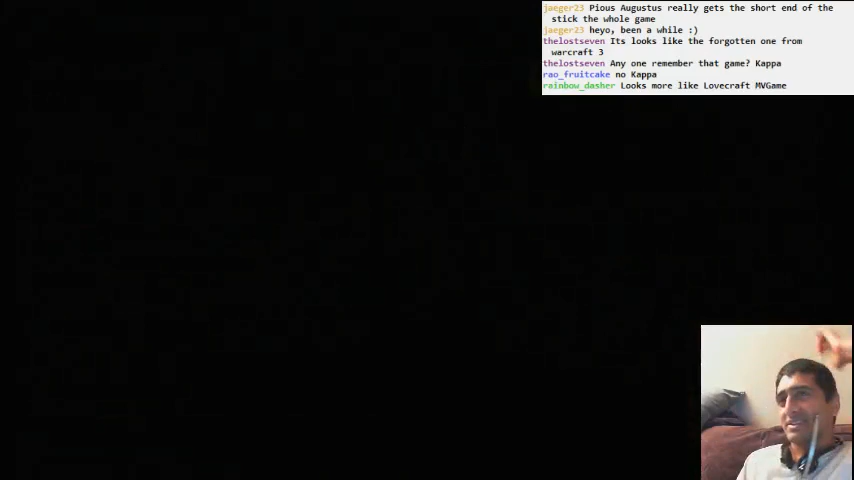 jaeger23 Pious Augustus really gets the short end of the
stick the whole game
jaeger23 heyo, been a while :)
thelostseven Its looks like the forgotten one from
warcraft 3
thelostseven Any one remember that game? Kappa
rao_fruitcake no Kappa
rainbow_dasher Looks more like Lovecraft MVGame